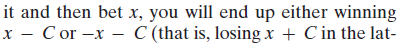 it and then bet x, you will end up either winning
x − C or −x − C (that is, losing x + C in the lat-